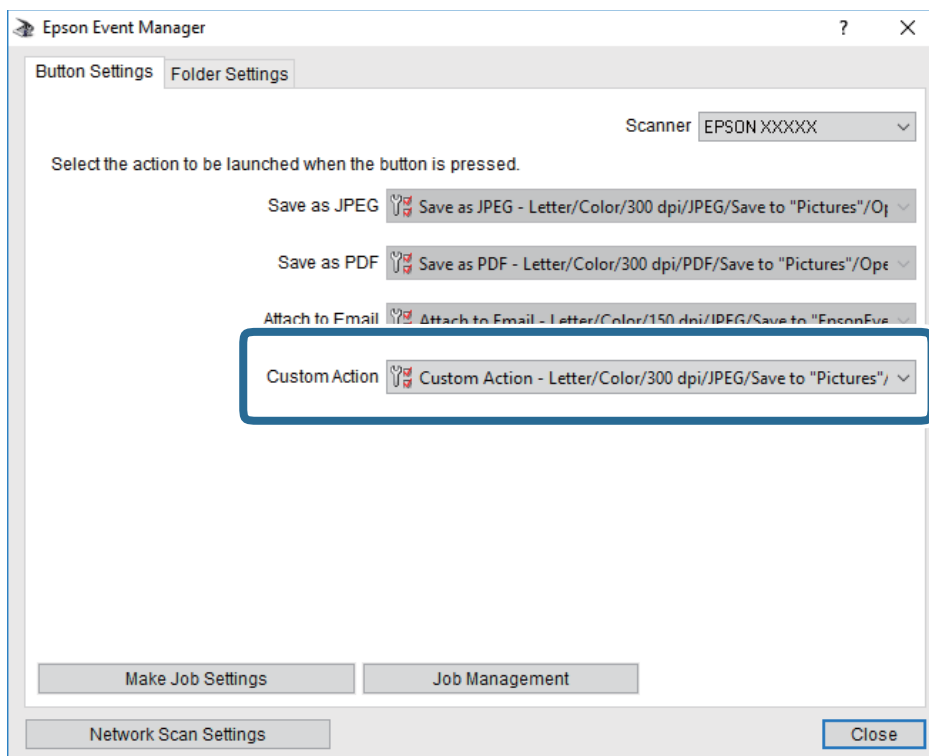 Epson Event Manager
Button Settings Folder Settings
Scanner EPSON XXXXX
Select the action to be launched when the button is pressed.
Save as JPEG Save as JPEG - Letter/Color/300 dpi/JPEG/Save to "Pictures"/Op
Save as PDF Save as PDF - Letter/Color/300 dpi/PDF/Save to "Pictures"/Ope
Attach to Email Attach to Email - Letter/Color/150 dpi/JPEG/Save to "EpsonEve
Custom Action Custom Action - Letter/Color/300 dpi/JPEG/Save to "Pictures"/
Make Job Settings Job Management
Network Scan Settings Close